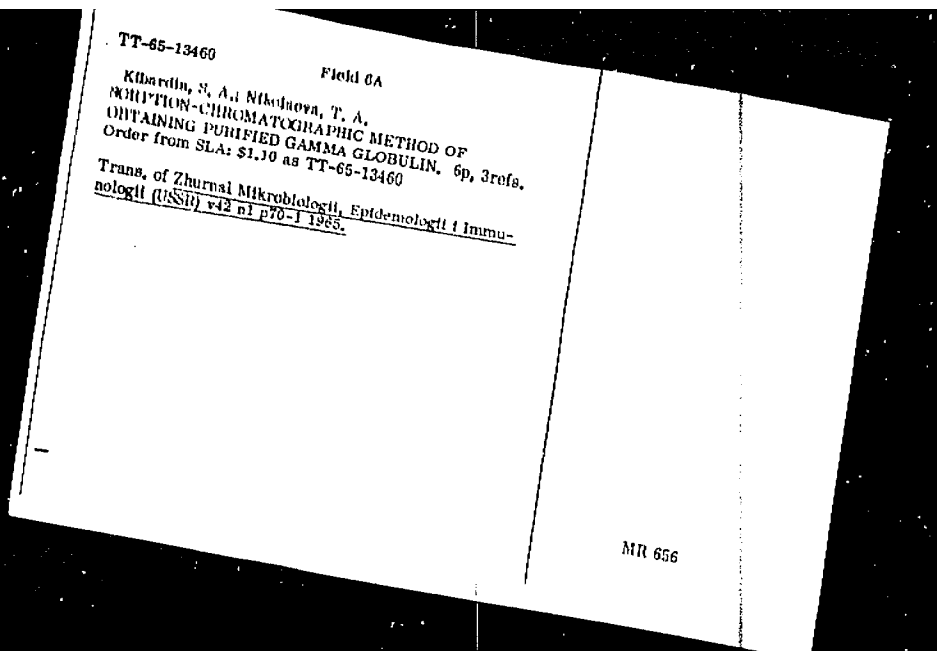 TT-65-13460
Field 6A
Kibardin, S. A.; Nikolaeva, T. A.
SORPTION-CHROMATOGRAPHIC METHOD OF
OBTAINING PURIFIED GAMMA GLOBULIN. 6p, 3refs.
Order from SLA: $1.10 as TT-65-13460
Trans. of Zhurnal Mikrobiologii, Epidemologii i Immu-
nologii (USSR) v42 n1 p70-1 1965.
MR 656